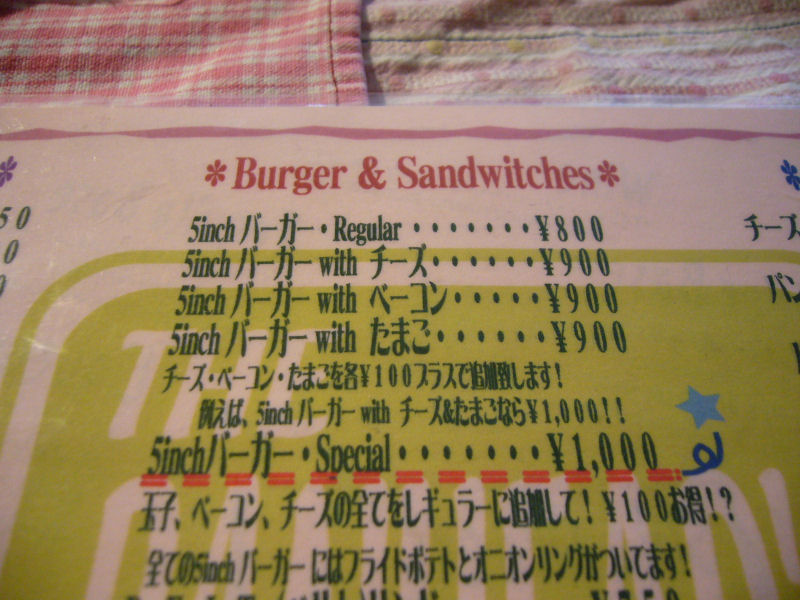 *Burger & Sandwitches*
5inch バーガー・Regular ・・・・・・・¥800
5inch バーガー with チーズ・・・・・・¥900
5inch バーガー with ベーコン・・・・・¥900
5inch バーガー with たまご・・・・・・¥900
チーズ・ベーコン・たまごを各¥100プラスで追加致します!
例えば、5inch バーガー with チーズ&たまごなら¥1,000!!
5inchバーガー・Special・・・・・・・・¥1,000
玉子、ベーコン、チーズの全てをレギュラーに追加して!¥100お得!?
全ての5inch バーガーにはフライドポテトとオニオンリングがついてます!
チーズ
THE